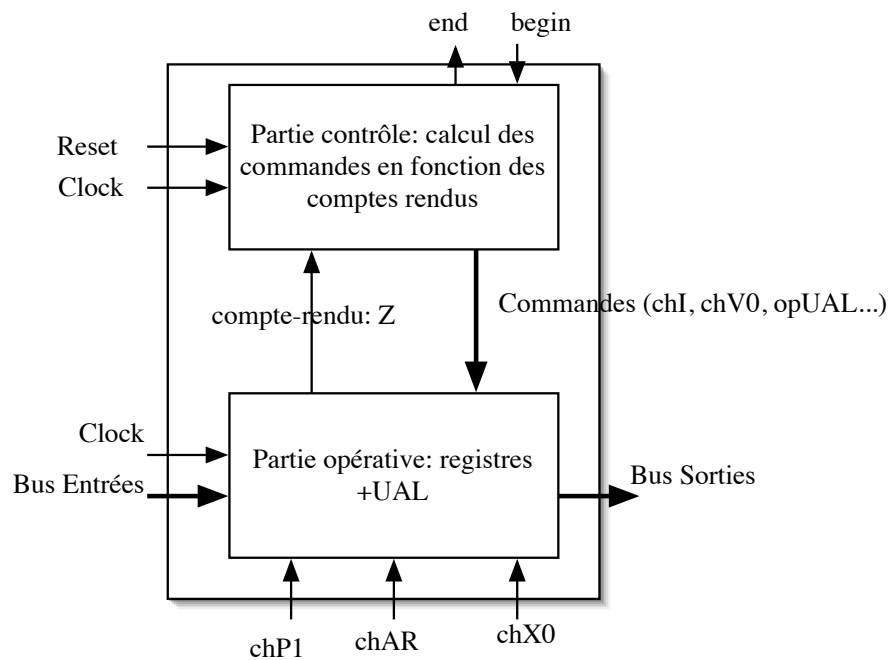 end
begin
Reset
Clock
Partie contrôle: calcul des
commandes en fonction des
comptes rendus
compte-rendu: Z
Commandes (chI, chV0, opUAL...)
Clock
Bus Entrées
Partie opérative: registres
+UAL
Bus Sorties
chP1
chAR
chX0